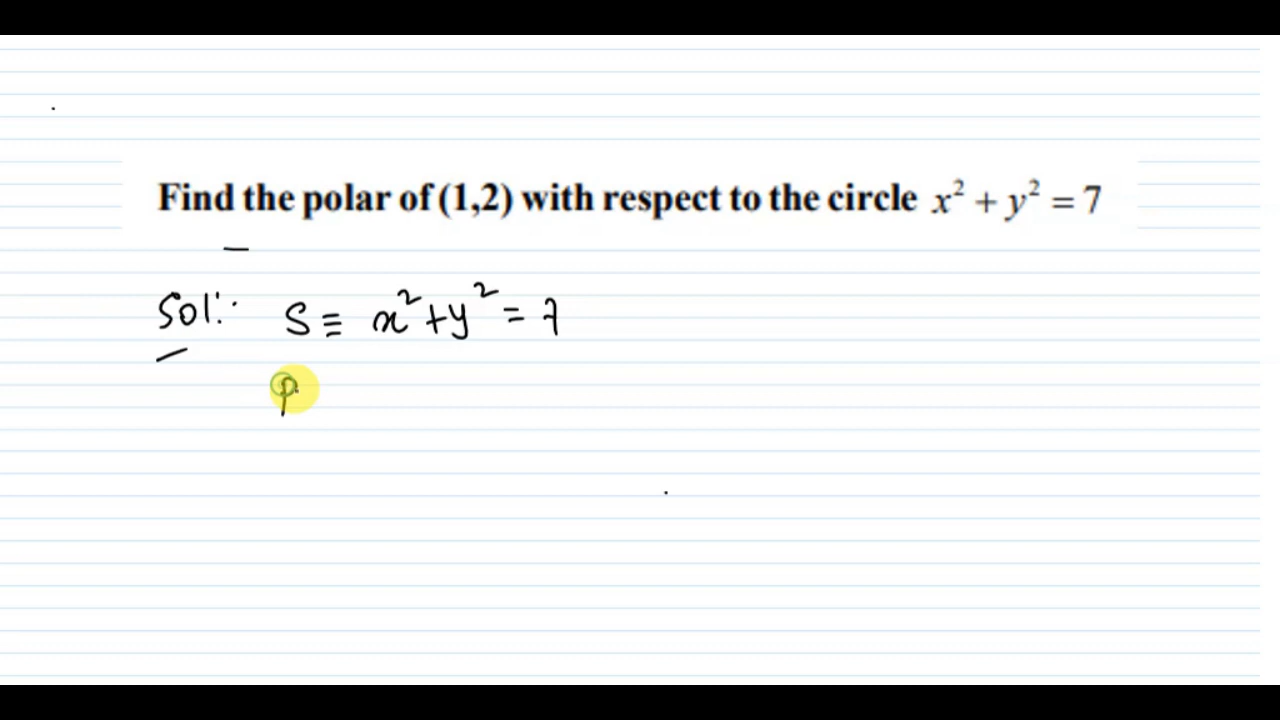 Find the polar of (1,2) with respect to the circle x² + y² = 7
Sol:· S ≡ x² + y² = 7
P